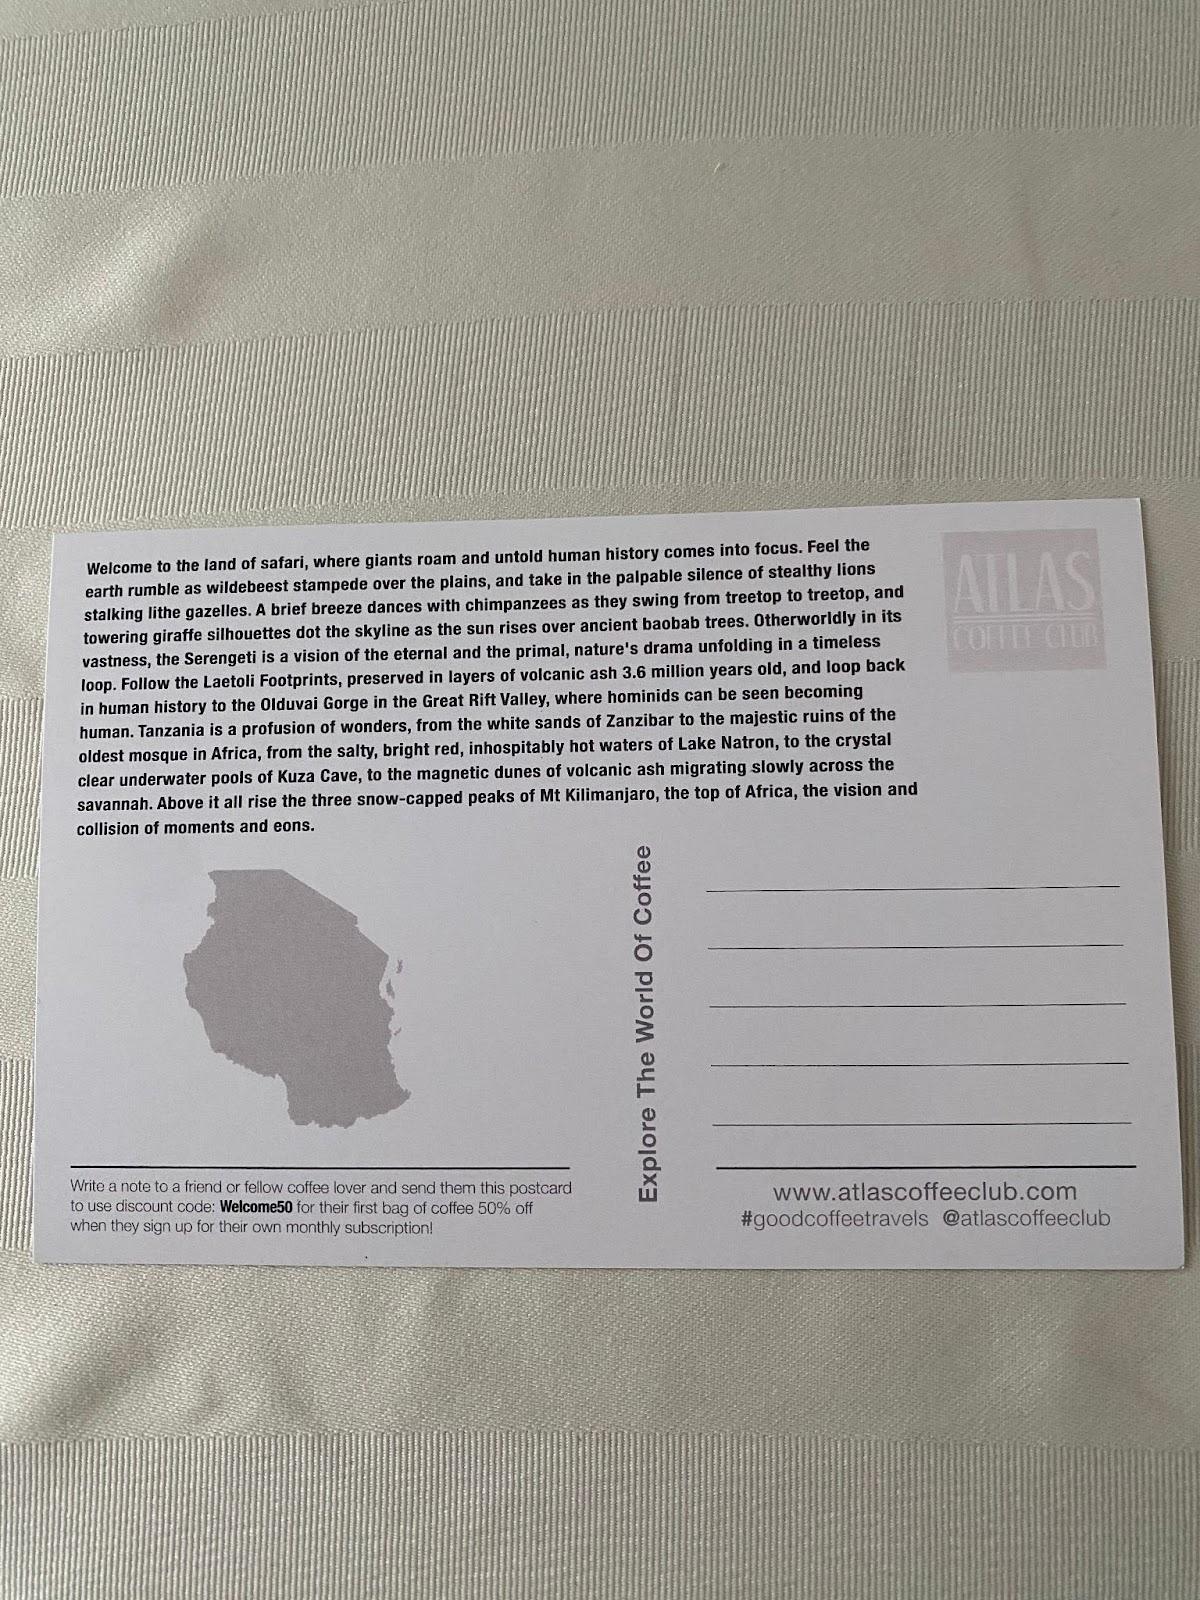 Welcome to the land of safari, where giants roam and untold human history comes into focus. Feel the
earth rumble as wildebeest stampede over the plains, and take in the palpable silence of stealthy lions
stalking lithe gazelles. A brief breeze dances with chimpanzees as they swing from treetop to treetop, and
towering giraffe silhouettes dot the skyline as the sun rises over ancient baobab trees. Otherworldly in its
vastness, the Serengeti is a vision of the eternal and the primal, nature's drama unfolding in a timeless
loop. Follow the Laetoli Footprints, preserved in layers of volcanic ash 3.6 million years old, and loop back
in human history to the Olduvai Gorge in the Great Rift Valley, where hominids can be seen becoming
human. Tanzania is a profusion of wonders, from the white sands of Zanzibar to the majestic ruins of the
oldest mosque in Africa, from the salty, bright red, inhospitably hot waters of Lake Natron, to the crystal
clear underwater pools of Kuza Cave, to the magnetic dunes of volcanic ash migrating slowly across the
savannah. Above it all rise the three snow-capped peaks of Mt Kilimanjaro, the top of Africa, the vision and
collision of moments and eons.
ATLAS
COFFEE CLUB
Explore The World Of Coffee
Write a note to a friend or fellow coffee lover and send them this postcard
to use discount code: Welcome50 for their first bag of coffee 50% off
when they sign up for their own monthly subscription!
www.atlascoffeeclub.com
#goodcoffeetravels @atlascoffeeclub